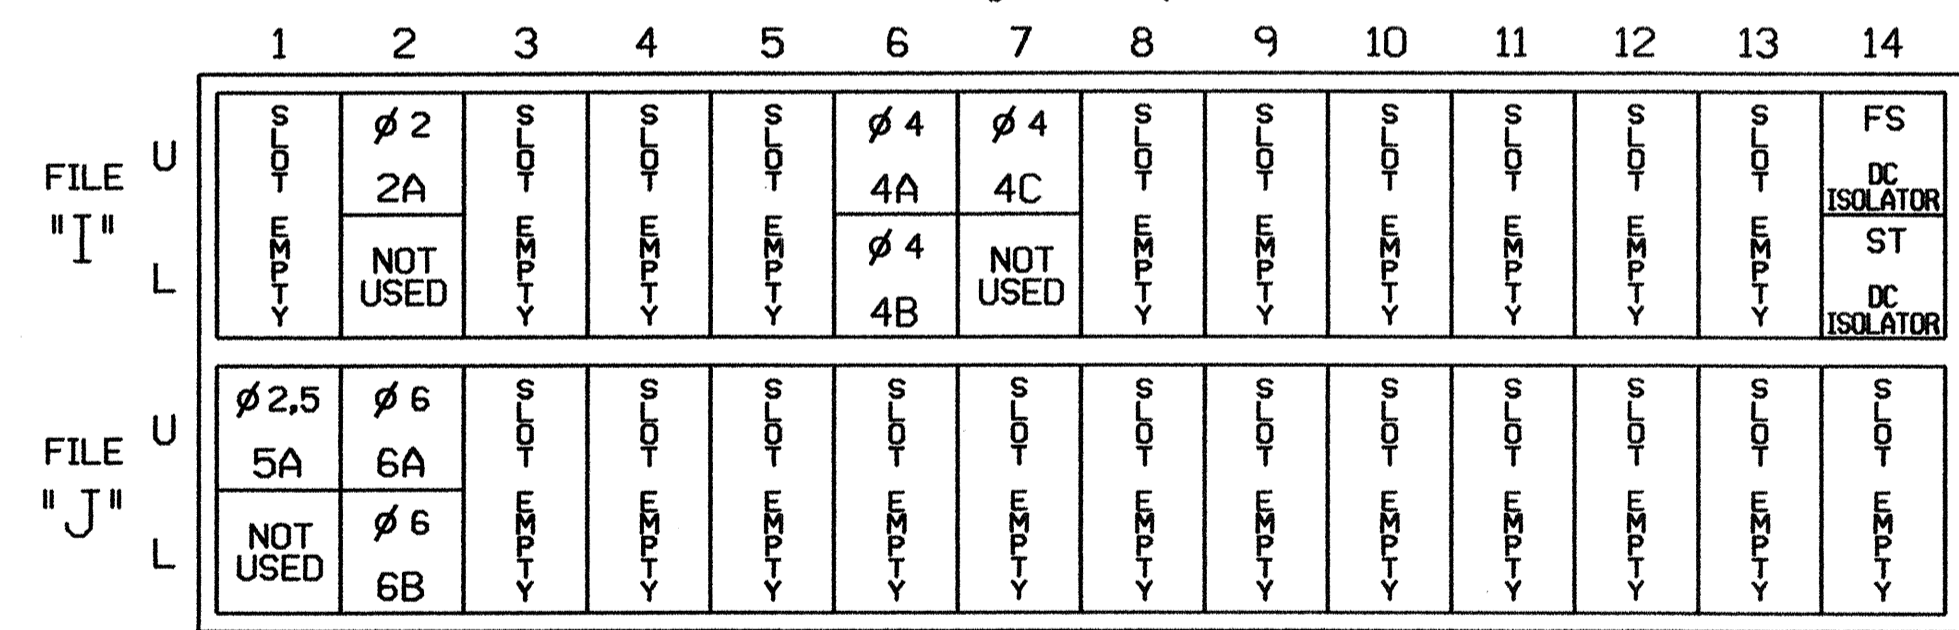 1 2 3 4 5 6 7 8 9 10 11 12 13 14
FILE "I"
U
L
SLOT EMPTY
ø 2
2A
NOT USED
SLOT EMPTY
SLOT EMPTY
SLOT EMPTY
ø 4
4A
ø 4
4B
ø 4
4C
NOT USED
SLOT EMPTY
SLOT EMPTY
SLOT EMPTY
SLOT EMPTY
SLOT EMPTY
SLOT EMPTY
FS
DC
ISOLATOR
ST
DC
ISOLATOR
FILE "J"
U
L
ø 2,5
5A
NOT USED
ø 6
6A
ø 6
6B
SLOT EMPTY
SLOT EMPTY
SLOT EMPTY
SLOT EMPTY
SLOT EMPTY
SLOT EMPTY
SLOT EMPTY
SLOT EMPTY
SLOT EMPTY
SLOT EMPTY
SLOT EMPTY
SLOT EMPTY